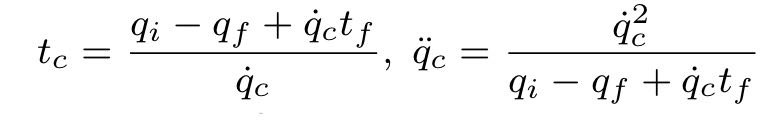 t_c = \frac{q_i - q_f + \dot{q}_c t_f}{\dot{q}_c}, \ddot{q}_c = \frac{\dot{q}_c^2}{q_i - q_f + \dot{q}_c t_f}